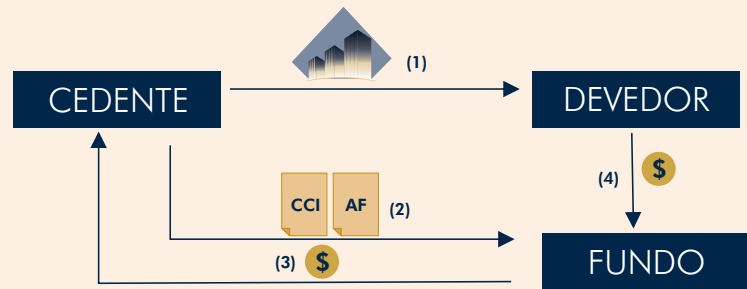 (1)
CEDENTE
DEVEDOR
(4)
$
CCI
AF
(2)
(3)
$
FUNDO